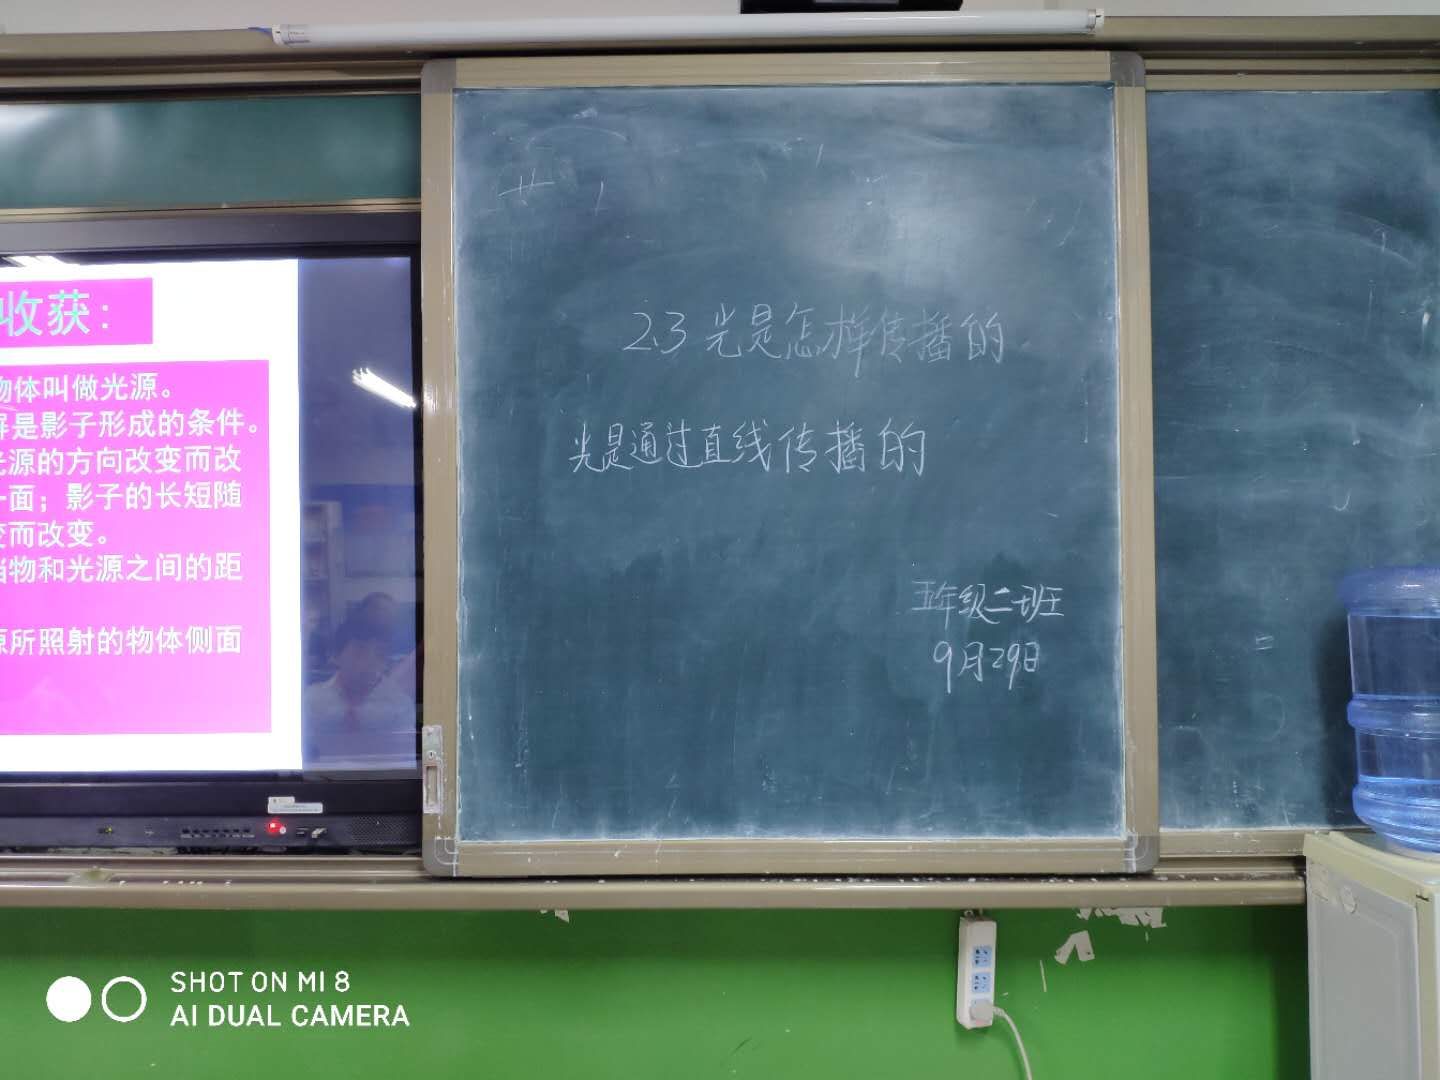 收获：
物体叫做光源。
屏是影子形成的条件。
光源的方向改变而改
一面；影子的长短随
变而改变。
挡物和光源之间的距
源所照射的物体侧面
2.3 光是怎样传播的
光是通过直线传播的
五年级二班
9月29日
SHOT ON MI 8
AI DUAL CAMERA